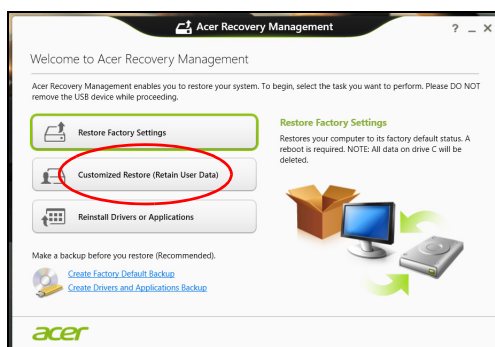 Acer Recovery Management
? _ X
Welcome to Acer Recovery Management
Acer Recovery Management enables you to restore your system. To begin, select the task you want to perform. Please DO NOT
remove the USB device while proceeding.
Restore Factory Settings
Customized Restore (Retain User Data)
Reinstall Drivers or Applications
Restore Factory Settings
Restores your computer to its factory default status. A
reboot is required. NOTE: All data on drive C will be
deleted.
Make a backup before you restore (Recommended).
Create Factory Default Backup
Create Drivers and Applications Backup
acer